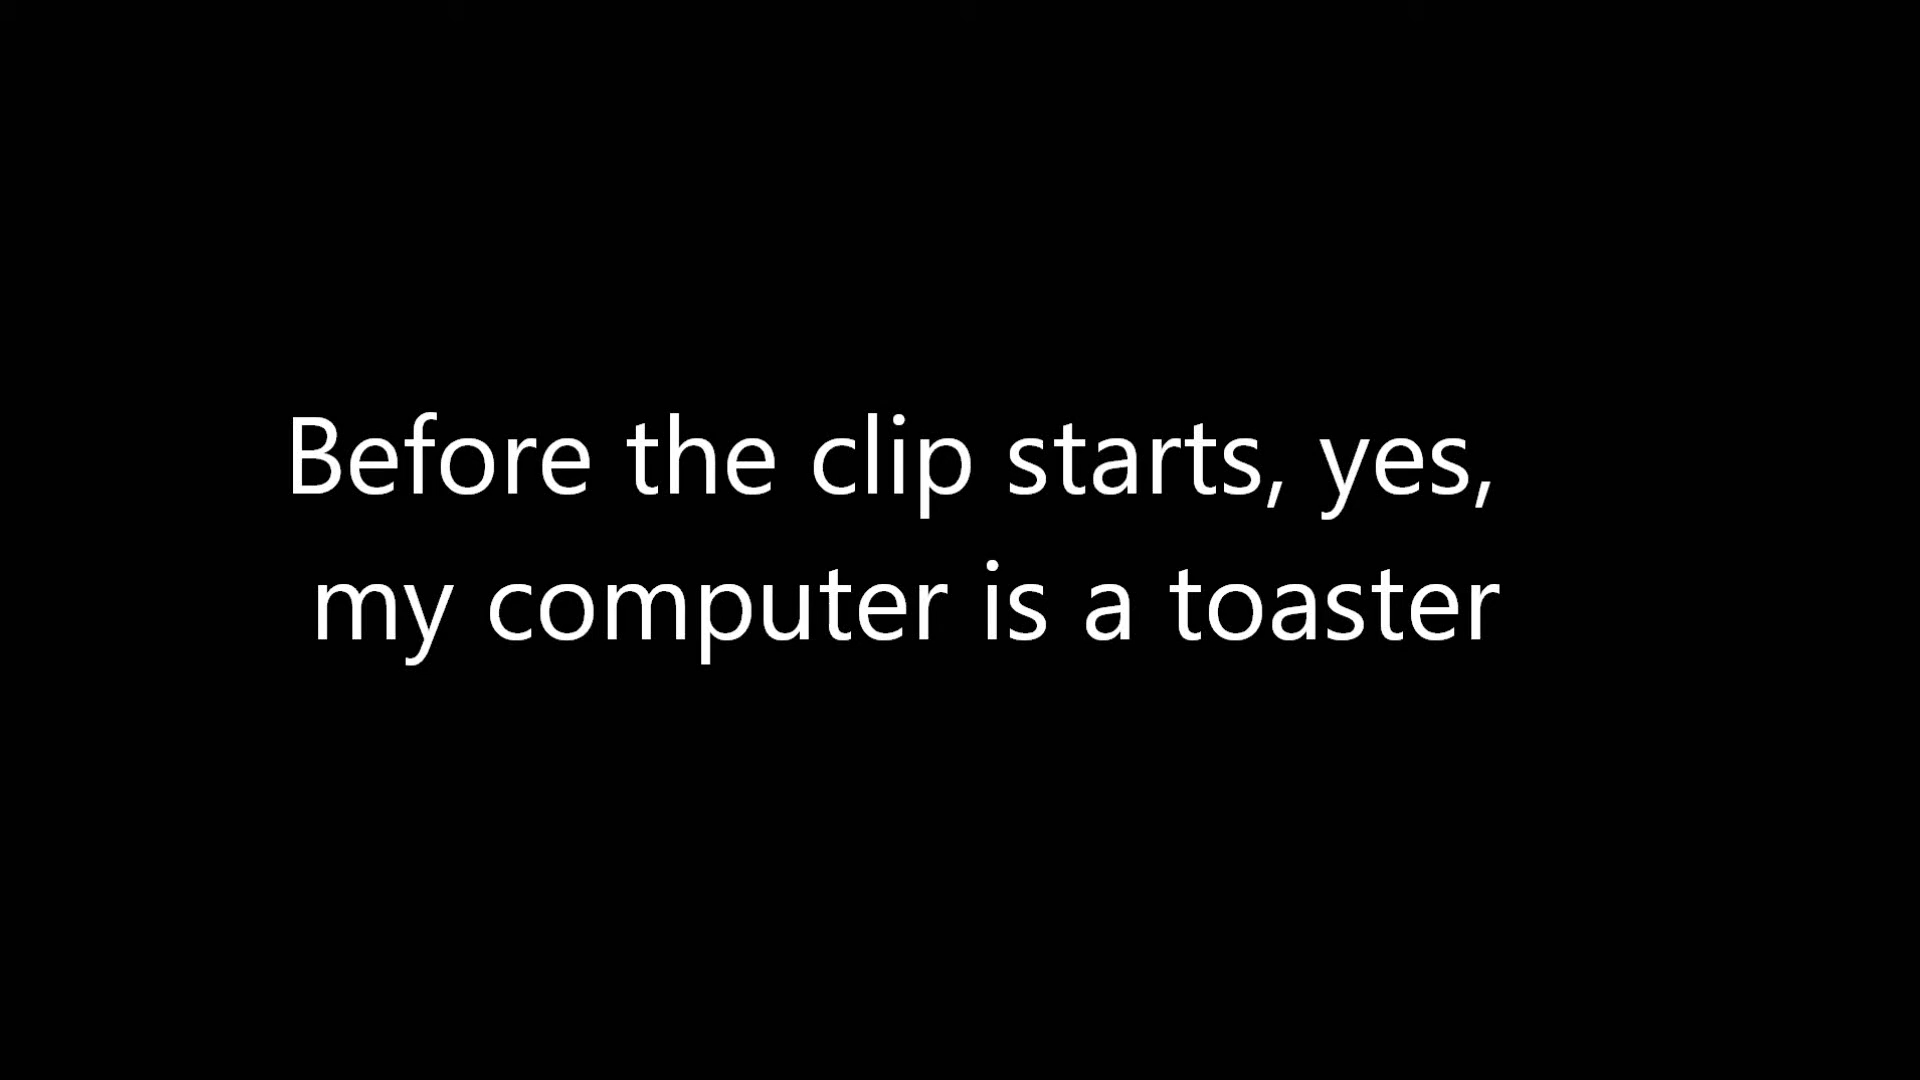 Before the clip starts, yes,
my computer is a toaster